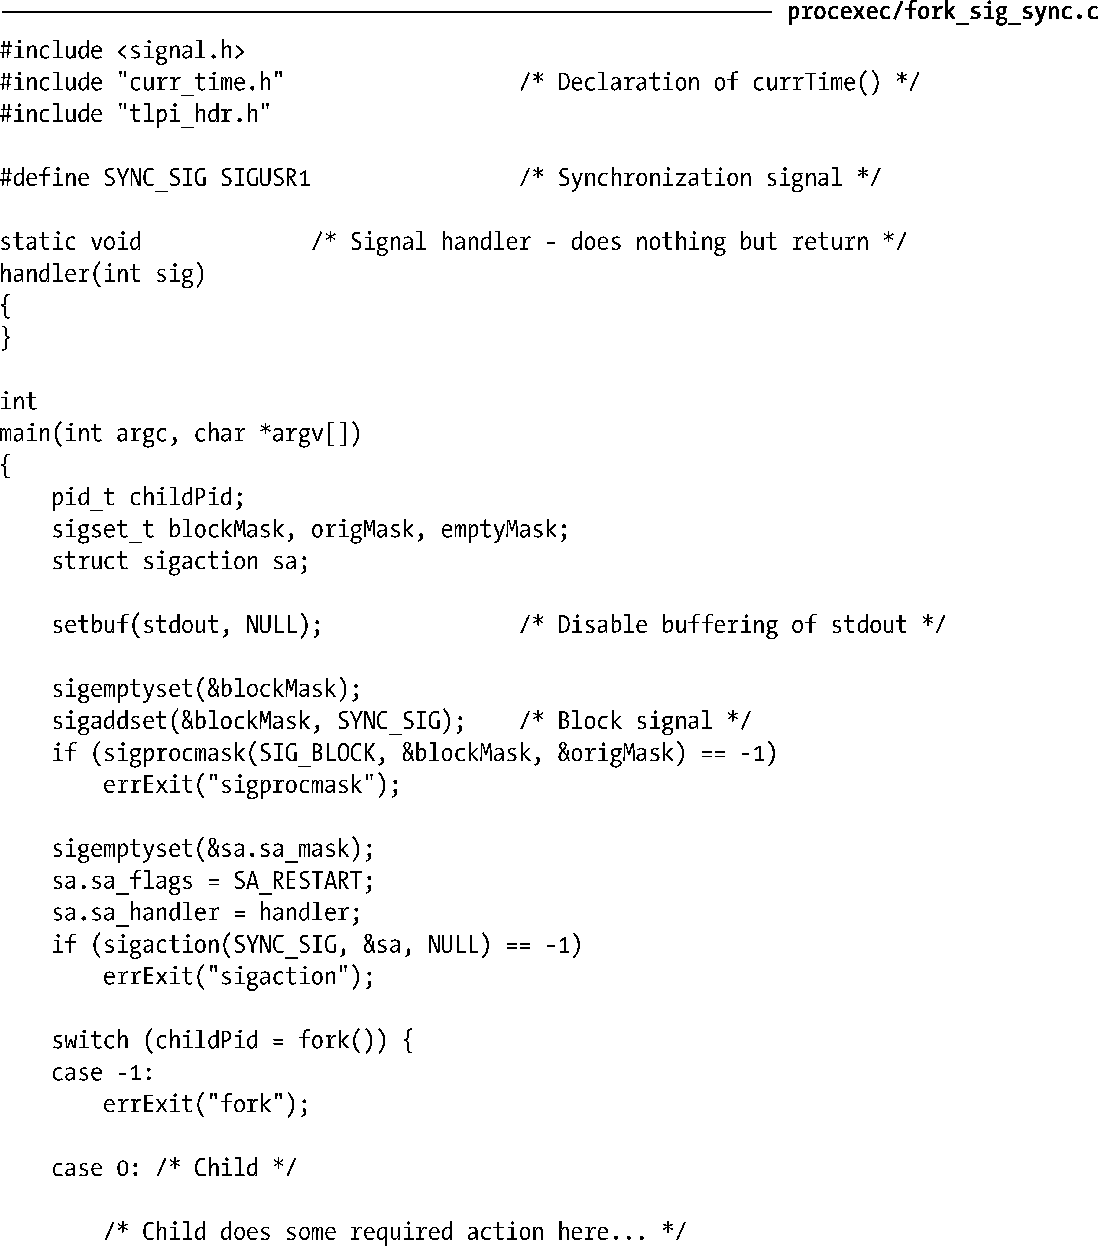 procexec/fork_sig_sync.c
#include <signal.h>
#include "curr_time.h"                  /* Declaration of currTime() */
#include "tlpi_hdr.h"

#define SYNC_SIG SIGUSR1                /* Synchronization signal */

static void             /* Signal handler - does nothing but return */
handler(int sig)
{
}

int
main(int argc, char *argv[])
{
    pid_t childPid;
    sigset_t blockMask, origMask, emptyMask;
    struct sigaction sa;

    setbuf(stdout, NULL);               /* Disable buffering of stdout */

    sigemptyset(&blockMask);
    sigaddset(&blockMask, SYNC_SIG);    /* Block signal */
    if (sigprocmask(SIG_BLOCK, &blockMask, &origMask) == -1)
        errExit("sigprocmask");

    sigemptyset(&sa.sa_mask);
    sa.sa_flags = SA_RESTART;
    sa.sa_handler = handler;
    if (sigaction(SYNC_SIG, &sa, NULL) == -1)
        errExit("sigaction");

    switch (childPid = fork()) {
    case -1:
        errExit("fork");

    case 0: /* Child */

        /* Child does some required action here... */